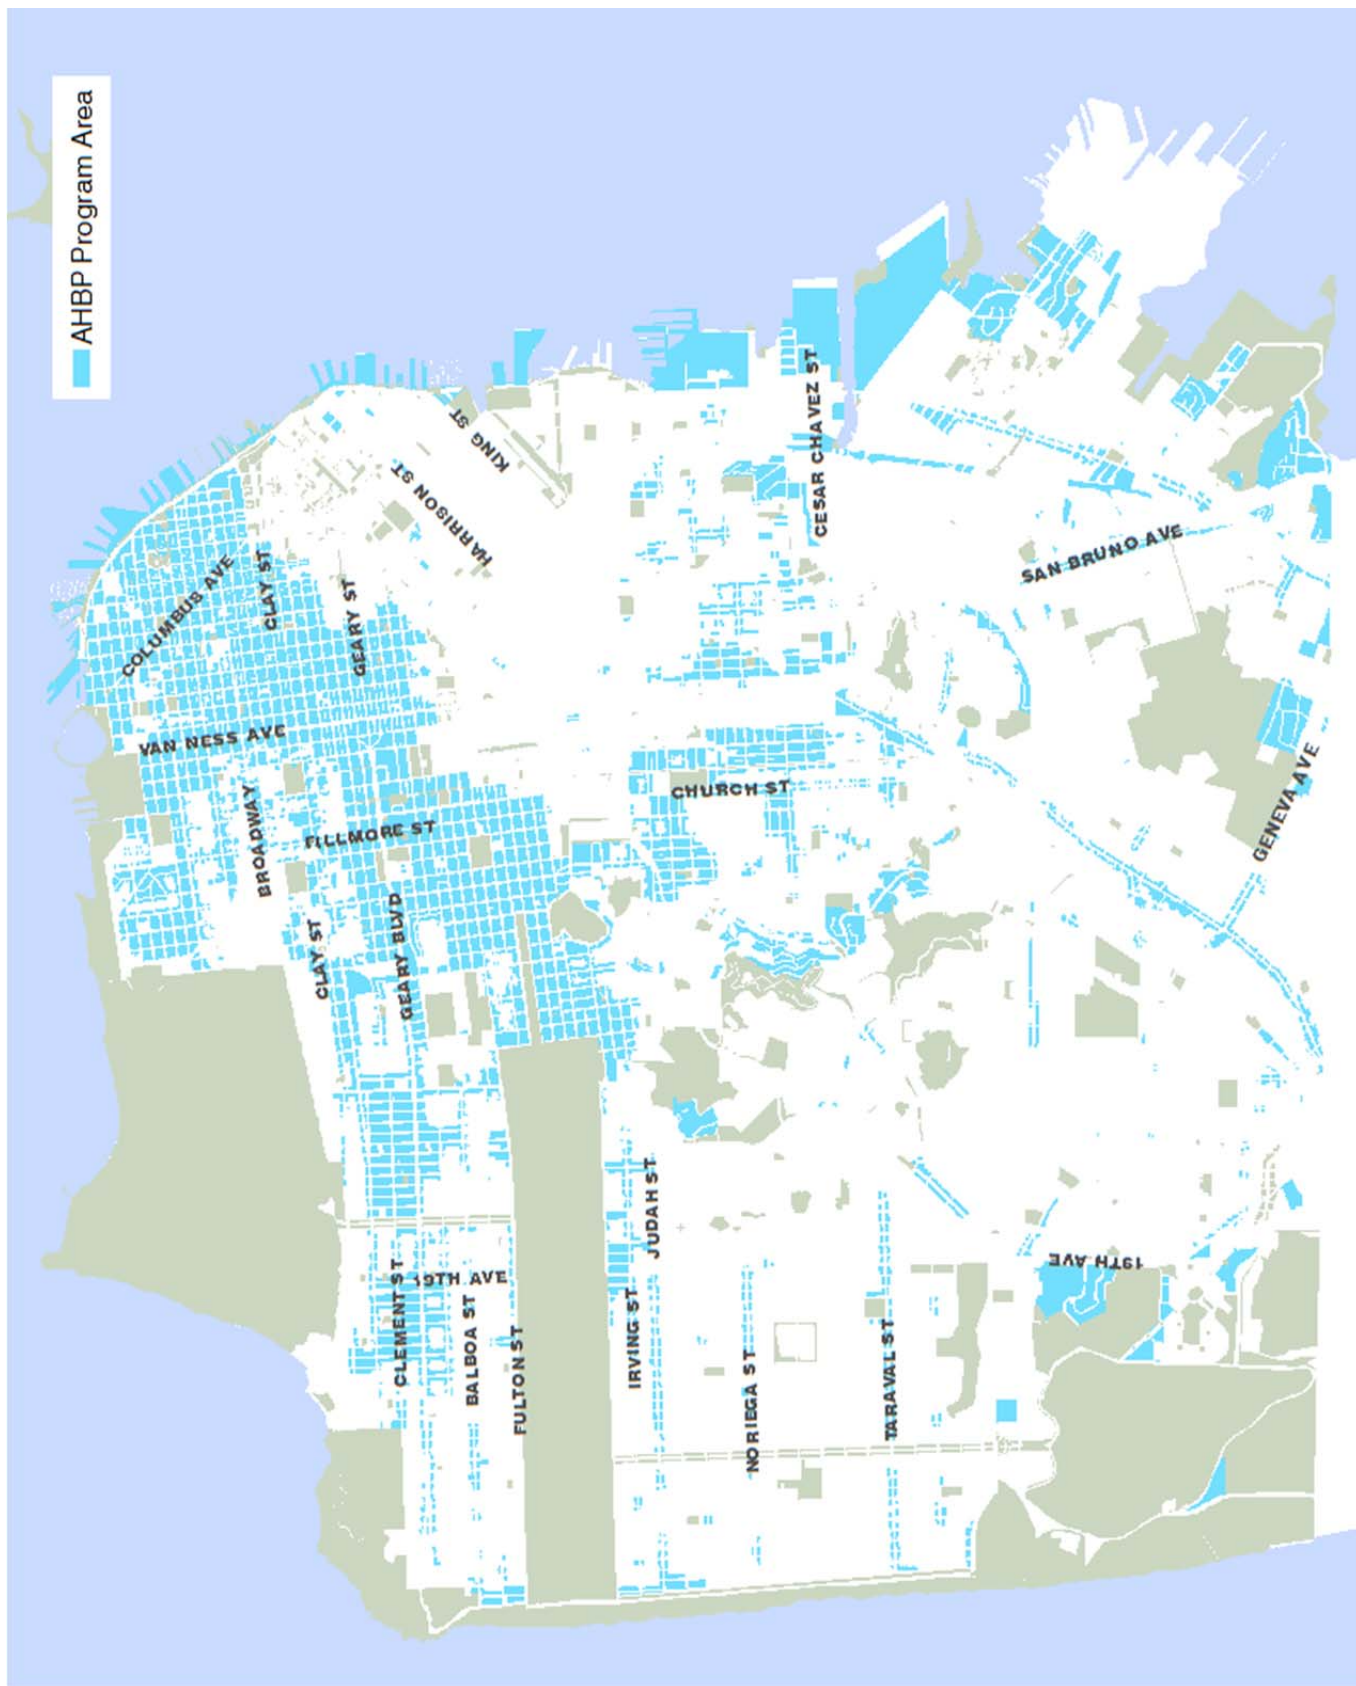 AHBP Program Area
COLUMBUS AVE
CLAY ST
GEARY ST
HARRISON ST
KING ST
VAN NESS AVE
BROADWAY
FILLMORE ST
CLAY ST
GEARY BLVD
CHURCH ST
CESAR CHAVEZ ST
SAN BRUNO AVE
GENEVA AVE
CLEMENT ST
19TH AVE
BALBOA ST
FULTON ST
IRVING ST
JUDAH ST
NORIEGA ST
TARAVAL ST
19TH AVE